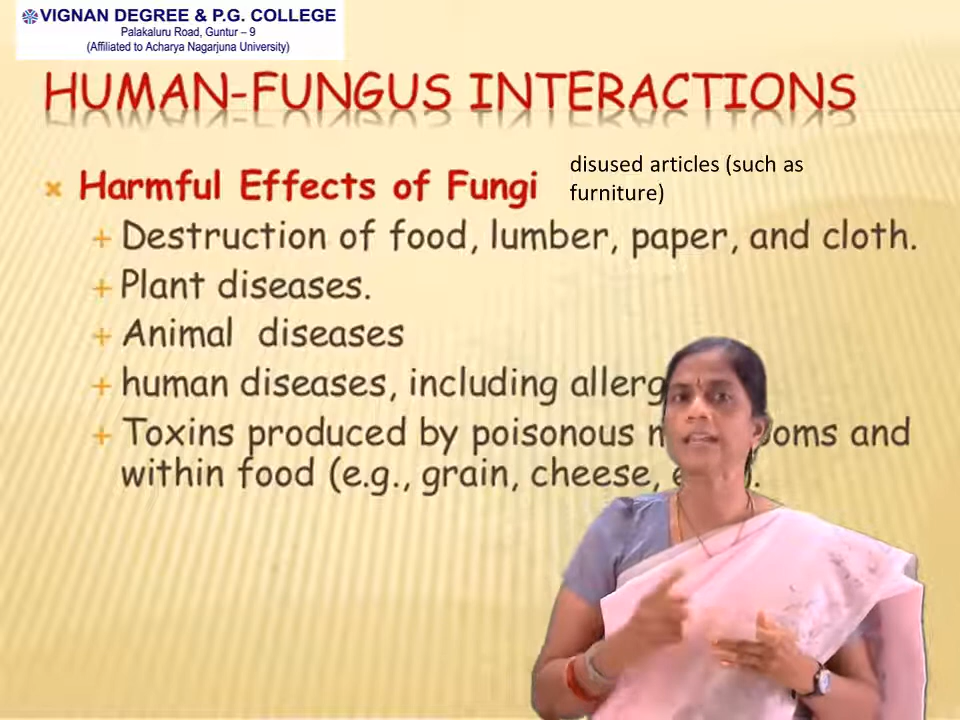 VIGNAN DEGREE & P.G. COLLEGE
Palakaluru Road, Guntur – 9
(Affiliated to Acharya Nagarjuna University)
HUMAN-FUNGUS INTERACTIONS
Harmful Effects of Fungi
disused articles (such as
furniture)
Destruction of food, lumber, paper, and cloth.
Plant diseases.
Animal diseases
human diseases, including
Toxins produced by poisonous and
within food (e.g., grain, cheese,